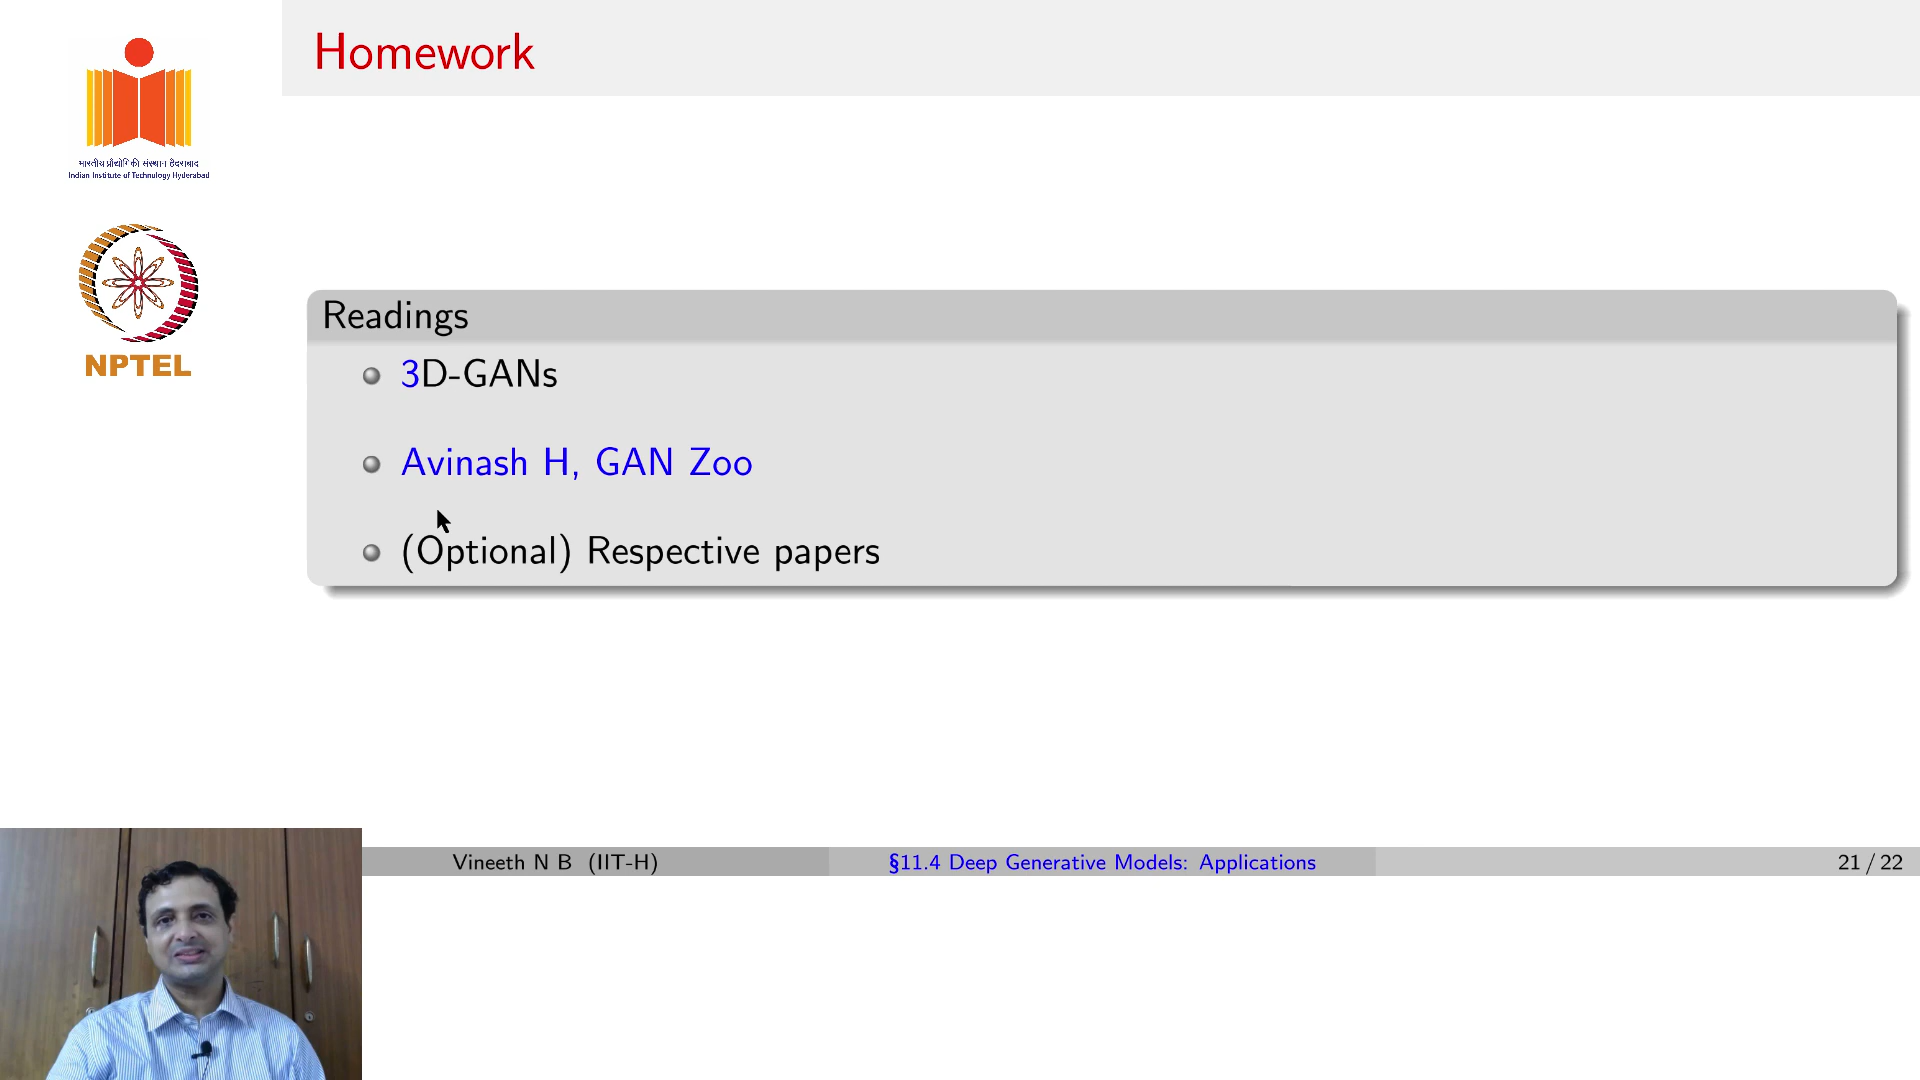 Homework
भारतीय प्रौद्योगिकी संस्थान हैदराबाद
Indian Institute of Technology Hyderabad
NPTEL
Readings
3D-GANs
Avinash H, GAN Zoo
(Optional) Respective papers
Vineeth N B (IIT-H)
§11.4 Deep Generative Models: Applications
21 / 22